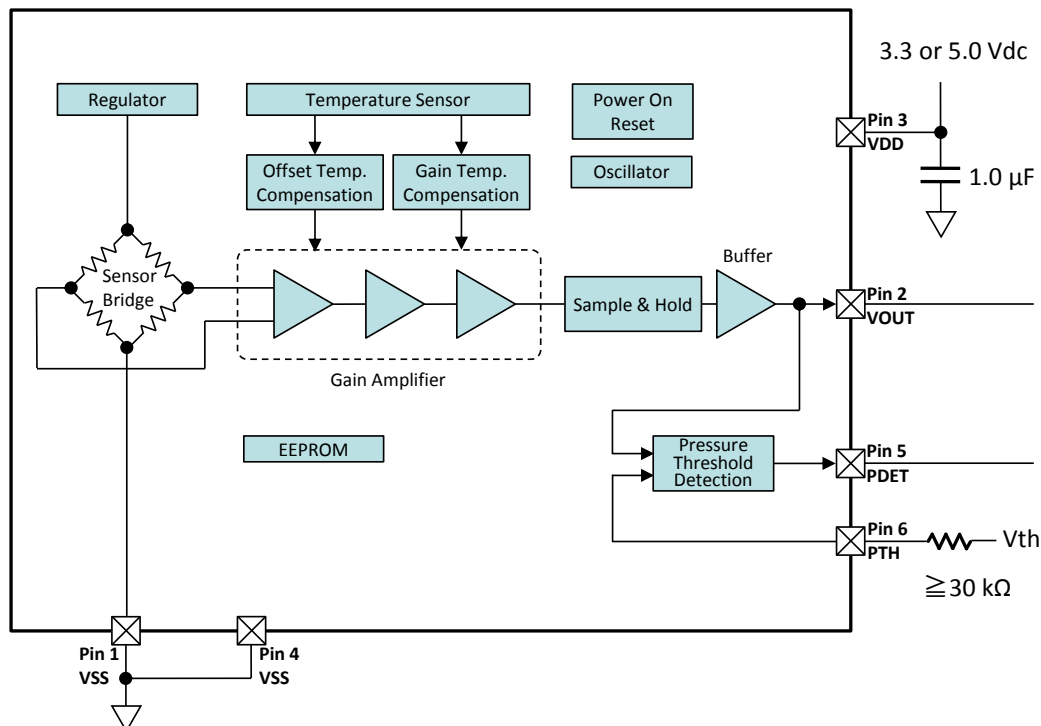 3.3 or 5.0 Vdc
Regulator
Temperature Sensor
Power On
Reset
Pin 3
VDD
Offset Temp.
Compensation
Gain Temp.
Compensation
Oscillator
1.0 µF
Sensor
Bridge
Buffer
Sample & Hold
Pin 2
VOUT
Gain Amplifier
EEPROM
Pressure
Threshold
Detection
Pin 5
PDET
Pin 6
PTH
Vth
≧30 kΩ
Pin 1
VSS
Pin 4
VSS